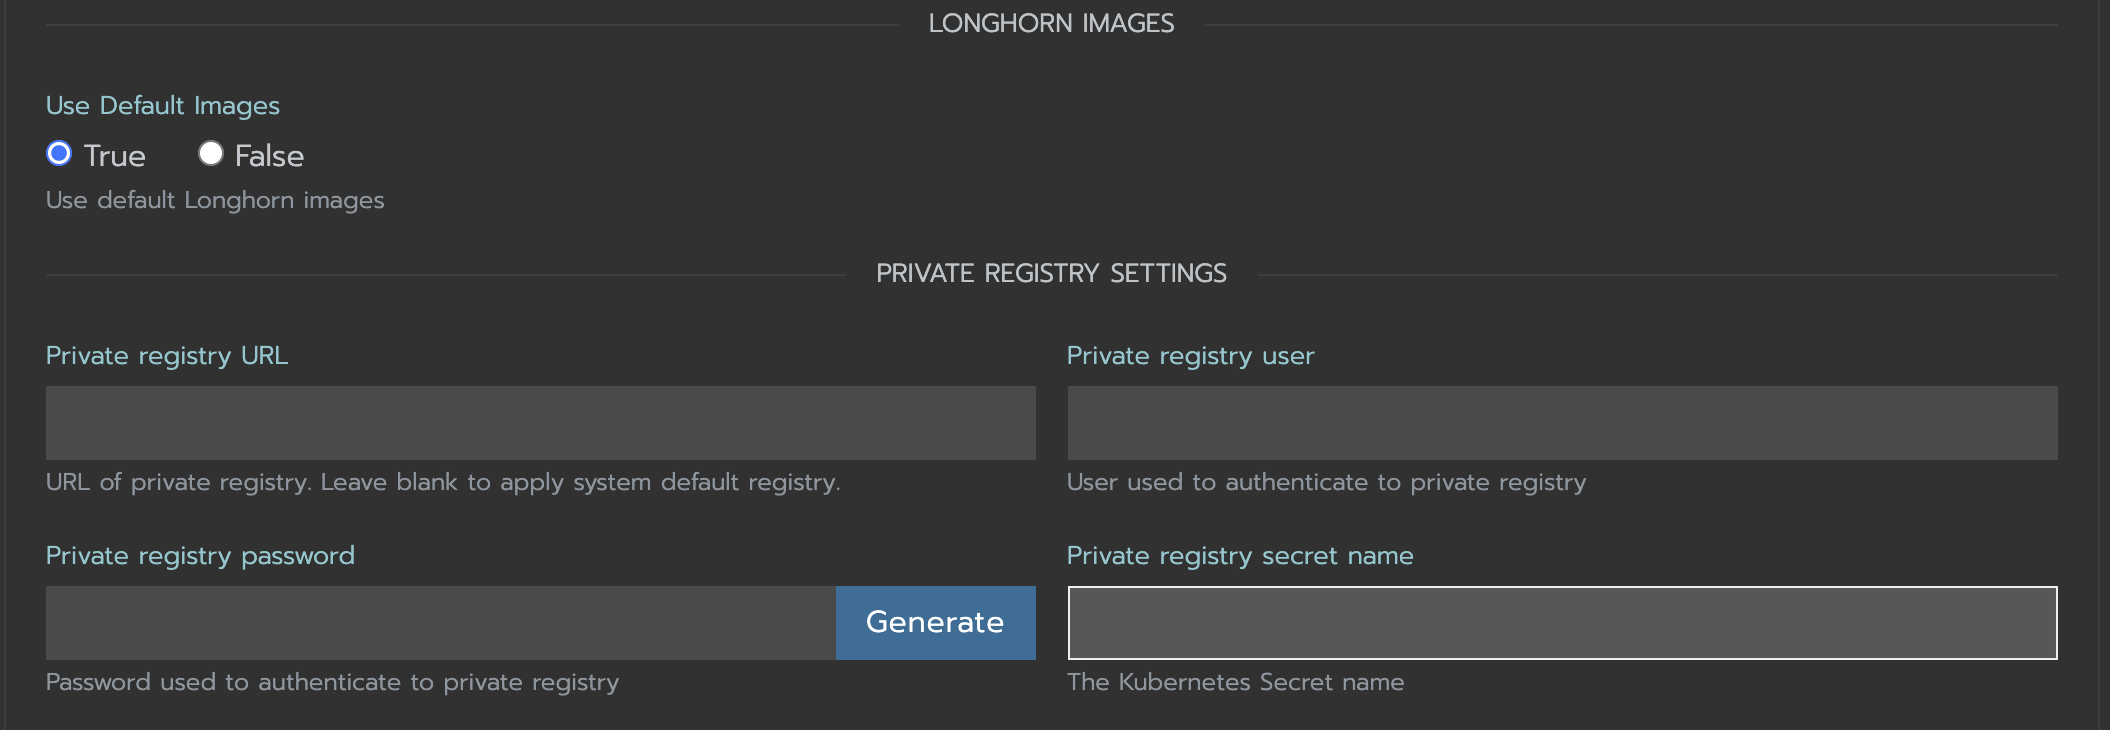 LONGHORN IMAGES
Use Default Images
True False
Use default Longhorn images
PRIVATE REGISTRY SETTINGS
Private registry URL
Private registry user
URL of private registry. Leave blank to apply system default registry.
User used to authenticate to private registry
Private registry password
Private registry secret name
Generate
Password used to authenticate to private registry
The Kubernetes Secret name